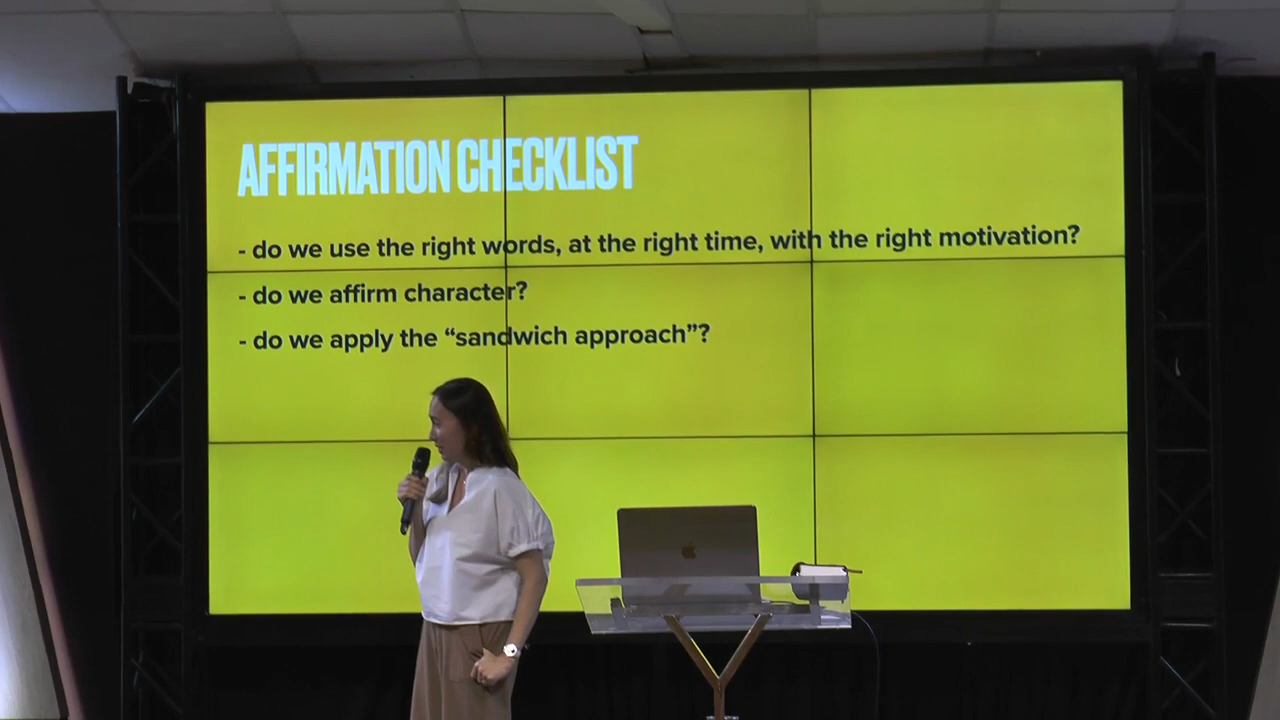 AFFIRMATION CHECKLIST
- do we use the right words, at the right time, with the right motivation?
- do we affirm character?
- do we apply the “sandwich approach”?